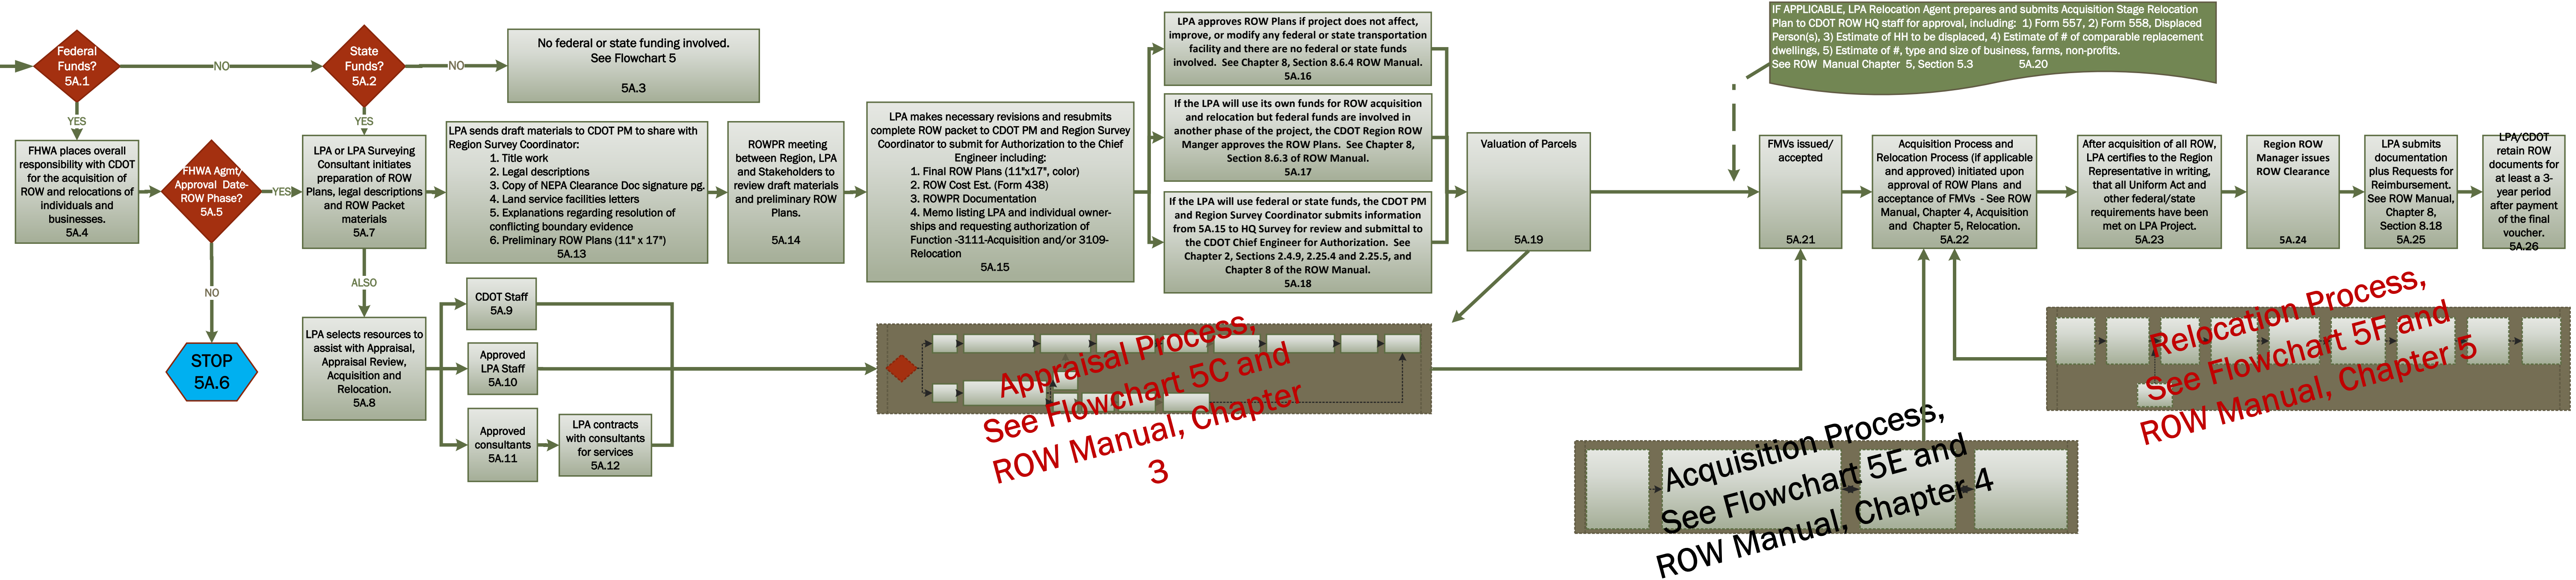 Federal
Funds?
5A.1
NO
State
Funds?
5A.2
NO
No federal or state funding involved.
See Flowchart 5
5A.3
YES
FHWA places overall
responsibility with CDOT
for the acquisition of
ROW and relocations of
individuals and
businesses.
5A.4
FHWA Agmt/
Approval Date-
ROW Phase?
5A.5
YES
NO
STOP
5A.6
YES
LPA or LPA Surveying
Consultant initiates
preparation of ROW
Plans, legal descriptions
and ROW Packet
materials
5A.7
ALSO
LPA selects resources to
assist with Appraisal,
Appraisal Review,
Acquisition and
Relocation.
5A.8
CDOT Staff
5A.9
Approved
LPA Staff
5A.10
Approved
consultants
5A.11
LPA contracts
with consultants
for services
5A.12
LPA sends draft materials to CDOT PM to share with
Region Survey Coordinator:
1. Title work
2. Legal descriptions
3. Copy of NEPA Clearance Doc signature pg.
4. Land service facilities letters
5. Explanations regarding resolution of
conflicting boundary evidence
6. Preliminary ROW Plans (11" x 17")
5A.13
ROWPR meeting
between Region, LPA
and Stakeholders to
review draft materials
and preliminary ROW
Plans.
5A.14
LPA makes necessary revisions and resubmits
complete ROW packet to CDOT PM and Region Survey
Coordinator to submit for Authorization to the Chief
Engineer including:
1. Final ROW Plans (11"x17", color)
2. ROW Cost Est. (Form 438)
3. ROWPR Documentation
4. Memo listing LPA and individual owner-
ships and requesting authorization of
Function -3111-Acquisition and/or 3109-
Relocation
5A.15
LPA approves ROW Plans if project does not affect,
improve, or modify any federal or state transportation
facility and there are no federal or state funds
involved. See Chapter 8, Section 8.6.4 ROW Manual.
5A.16
If the LPA will use its own funds for ROW acquisition
and relocation but federal funds are involved in
another phase of the project, the CDOT Region ROW
Manger approves the ROW Plans. See Chapter 8,
Section 8.6.3 of ROW Manual.
5A.17
If the LPA will use federal or state funds, the CDOT PM
and Region Survey Coordinator submits information
from 5A.15 to HQ Survey for review and submittal to
the CDOT Chief Engineer for Authorization. See
Chapter 2, Sections 2.4.9, 2.25.4 and 2.25.5, and
Chapter 8 of the ROW Manual.
5A.18
Valuation of Parcels
5A.19
IF APPLICABLE, LPA Relocation Agent prepares and submits Acquisition Stage Relocation
Plan to CDOT ROW HQ staff for approval, including: 1) Form 557, 2) Form 558, Displaced
Person(s), 3) Estimate of HH to be displaced, 4) Estimate of # of comparable replacement
dwellings, 5) Estimate of #, type and size of business, farms, non-profits.
See ROW Manual Chapter 5, Section 5.3 5A.20
FMVs issued/
accepted
5A.21
Acquisition Process and
Relocation Process (if applicable
and approved) initiated upon
approval of ROW Plans and
acceptance of FMVs - See ROW
Manual, Chapter 4, Acquisition
and Chapter 5, Relocation.
5A.22
After acquisition of all ROW,
LPA certifies to the Region
Representative in writing,
that all Uniform Act and
other federal/state
requirements have been
met on LPA Project.
5A.23
Region ROW
Manager issues
ROW Clearance
5A.24
LPA submits
documentation
plus Requests for
Reimbursement.
See ROW Manual,
Chapter 8,
Section 8.18
5A.25
LPA/CDOT
retain ROW
documents for
at least a 3-
year period
after payment
of the final
voucher.
5A.26
Appraisal Process,
See Flowchart 5C and
ROW Manual, Chapter
3
Acquisition Process,
See Flowchart 5E and
ROW Manual, Chapter 4
Relocation Process,
See Flowchart 5F and
ROW Manual, Chapter 5